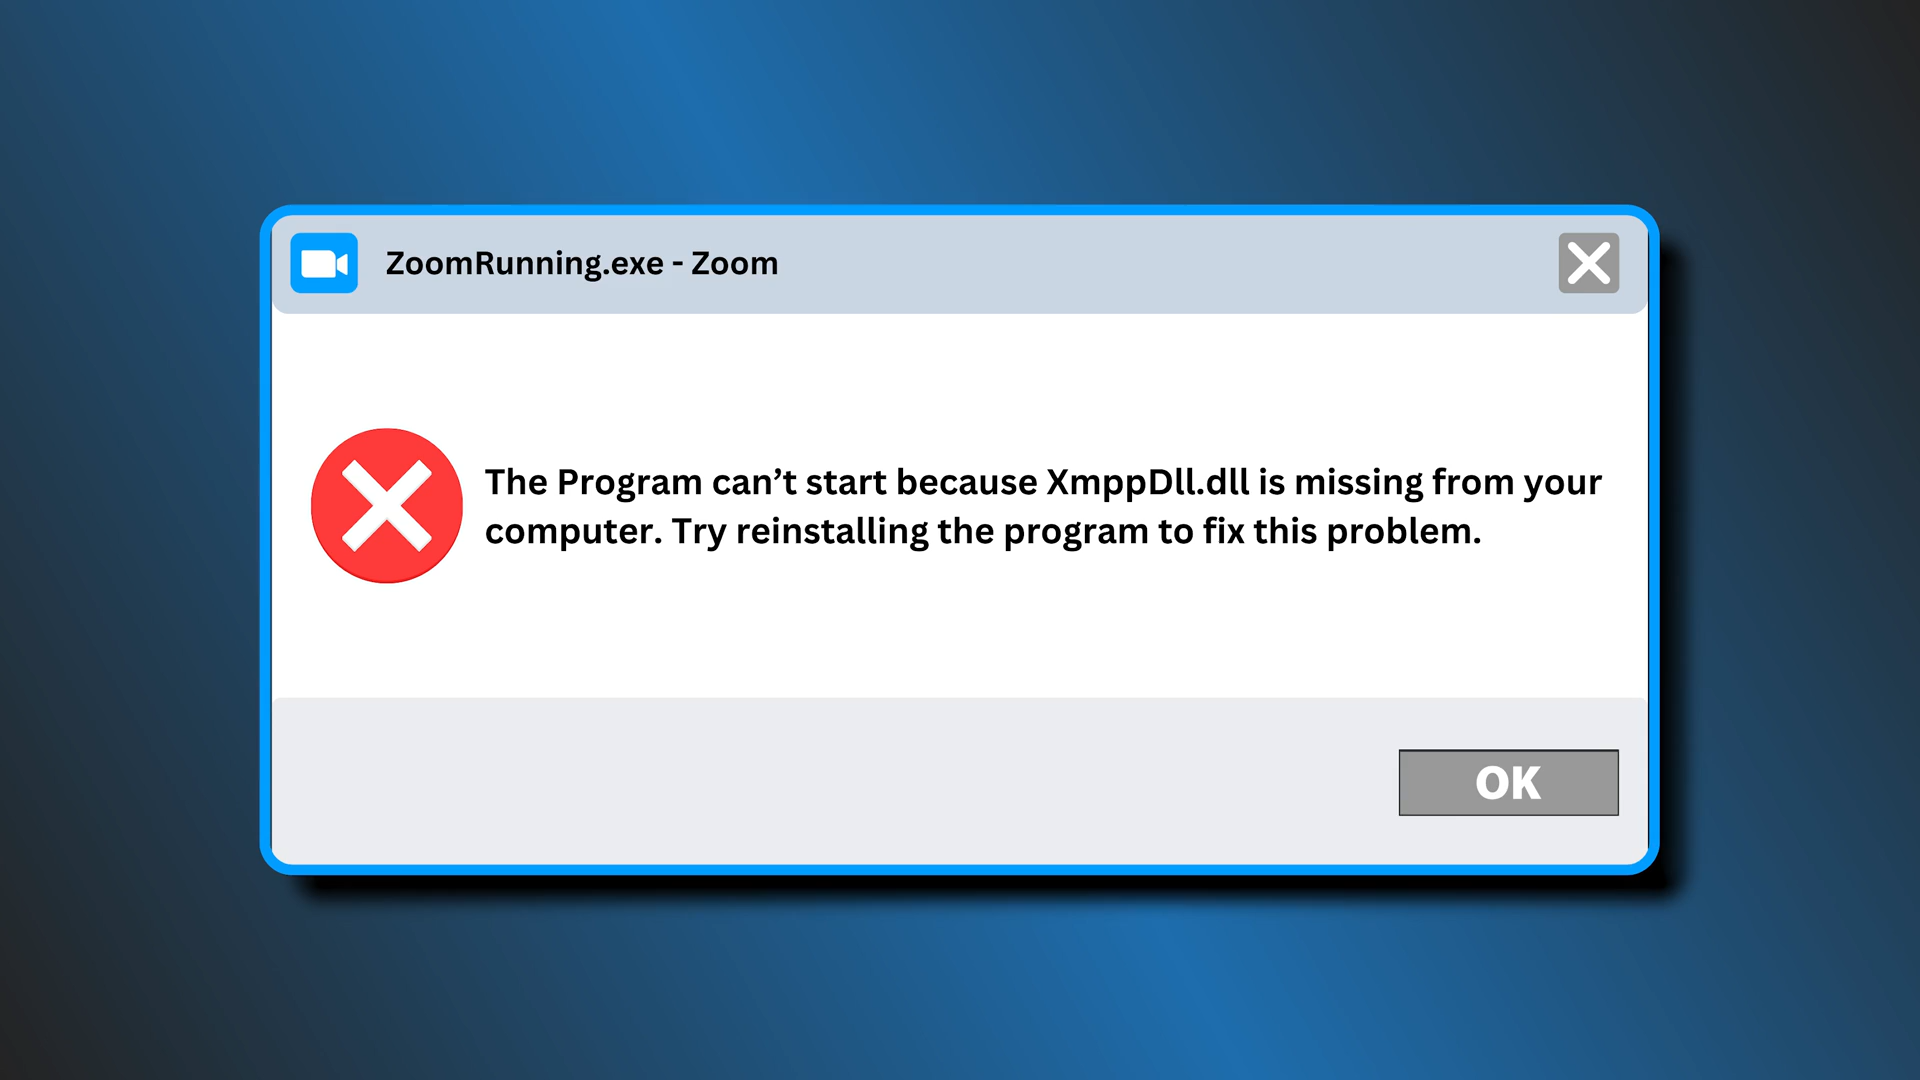 ZoomRunning.exe - Zoom
The Program can’t start because XmppDll.dll is missing from your
computer. Try reinstalling the program to fix this problem.
OK